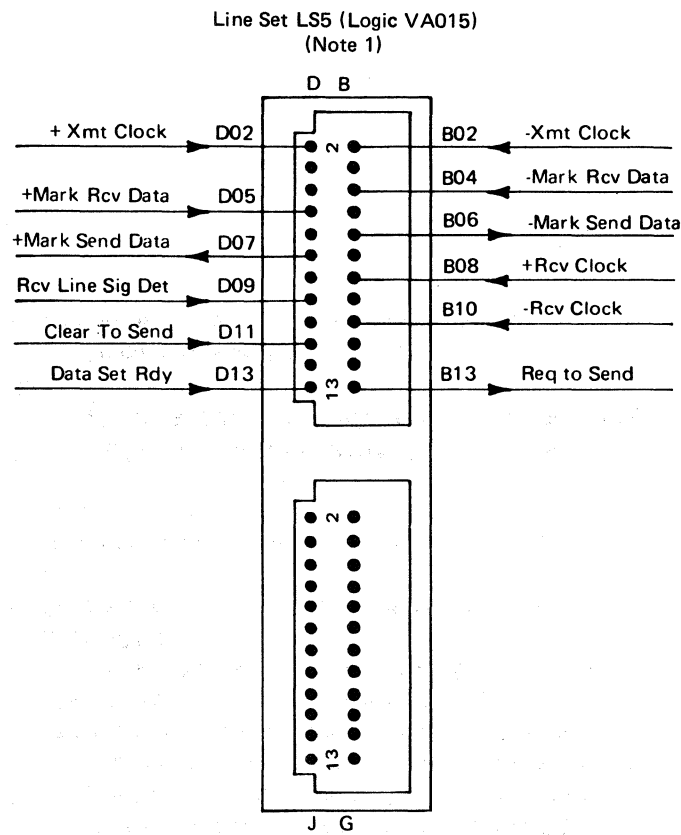 Line Set LS5 (Logic VA015)
(Note 1)
D B
+ Xmt Clock D02 2 B02 -Xmt Clock
B04 -Mark Rcv Data
+Mark Rcv Data D05
B06 -Mark Send Data
+Mark Send Data D07
B08 +Rcv Clock
Rcv Line Sig Det D09
B10 -Rcv Clock
Clear To Send D11
Data Set Rdy D13 13 B13 Req to Send
2
13
J G